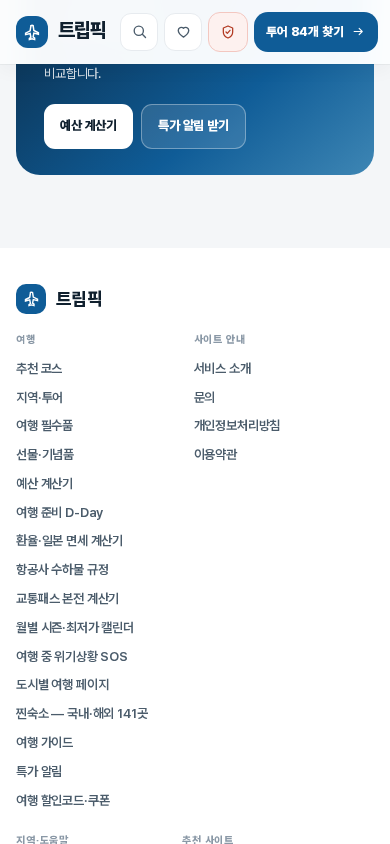 트립픽
투어 84개 찾기 →
비교합니다.
예산 계산기
특가 알림 받기
트립픽
여행
추천 코스
지역·투어
여행 필수품
선물·기념품
예산 계산기
여행 준비 D-Day
환율·일본 면세 계산기
항공사 수하물 규정
교통패스 본전 계산기
월별 시즌·최저가 캘린더
여행 중 위기상황 SOS
도시별 여행 페이지
찐숙소 — 국내·해외 141곳
여행 가이드
특가 알림
여행 할인코드·쿠폰
사이트 안내
서비스 소개
문의
개인정보처리방침
이용약관
지역·도움말
추천 사이트